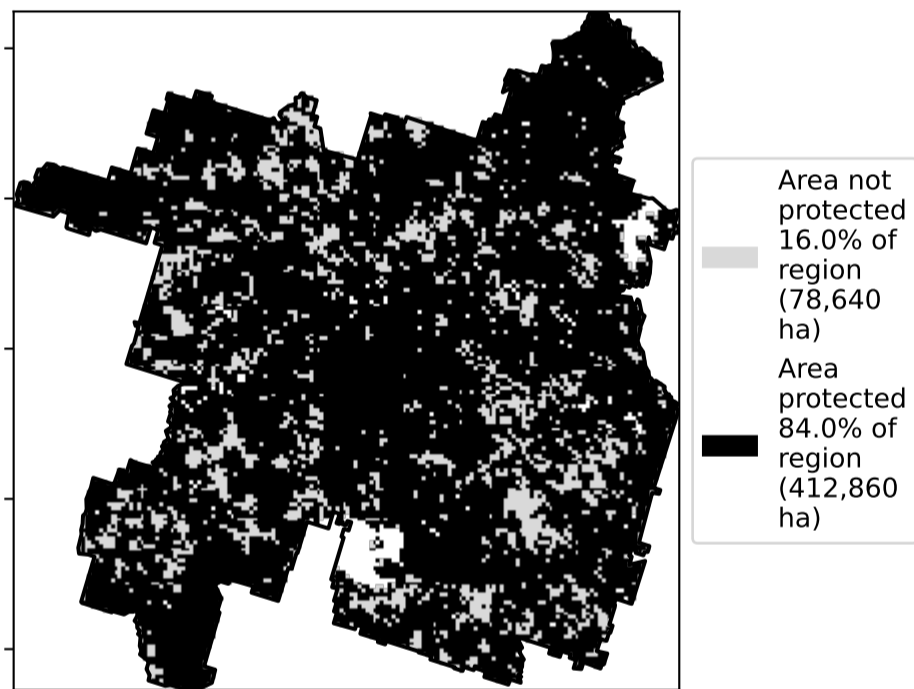 Area not
protected
16.0% of
region
(78,640
ha)
Area
protected
84.0% of
region
(412,860
ha)